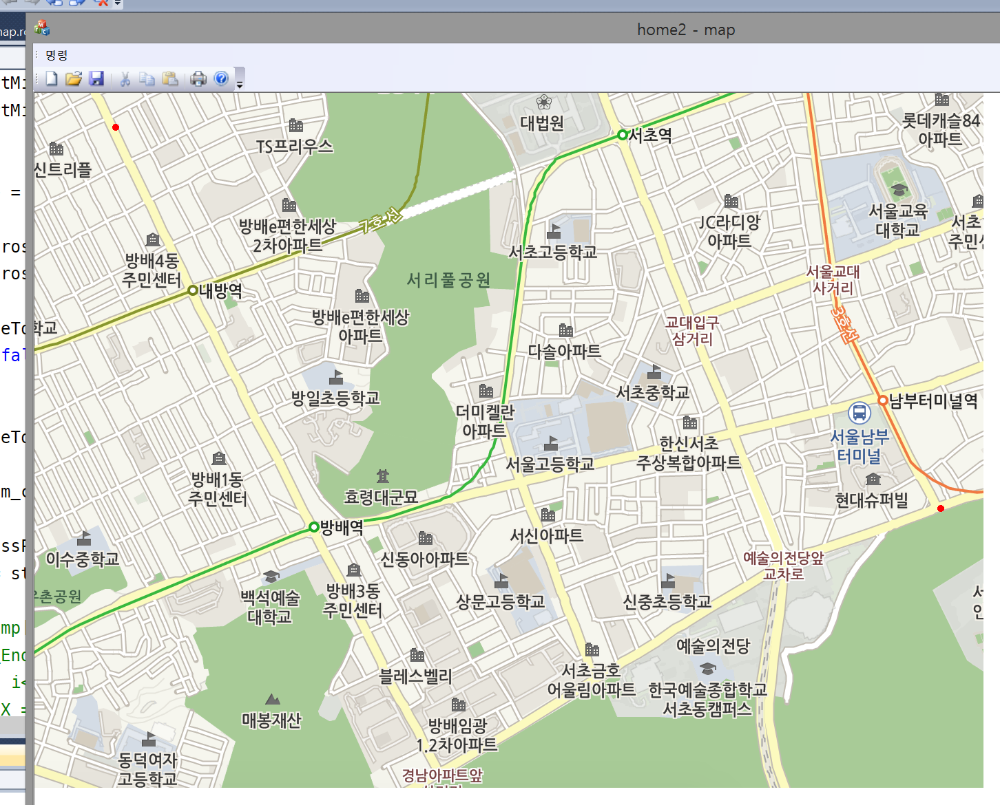 home2 - map
명령
tMi
tMi
=
ros
ros
eTo
fal
eTo
m_c
ssF
st
mp
_End
i<
X =
대법원
서초역
롯데캐슬84
아파트
TS프리우스
신트리플
서울교육
대학교
방배e편한세상
2차아파트
7호선
JC라디앙
아파트
서초
주민센
방배4동
주민센터
서초고등학교
서울교대
사거리
서리풀공원
내방역
방배e편한세상
아파트
학교
교대입구
삼거리
3호선
다솔아파트
방일초등학교
서초중학교
남부터미널역
더미켈란
아파트
서울남부
터미널
서울고등학교
한신서초
주상복합아파트
방배1동
주민센터
효령대군묘
현대슈퍼빌
방배역
서신아파트
이수중학교
신동아아파트
예술의전당앞
교차로
촌공원
백석예술
대학교
방배3동
주민센터
상문고등학교
신중초등학교
예술의전당
블레스벨리
서초금호
어울림아파트
한국예술종합학교
서초동캠퍼스
매봉재산
방배임광
1.2차아파트
동덕여자
고등학교
경남아파트앞